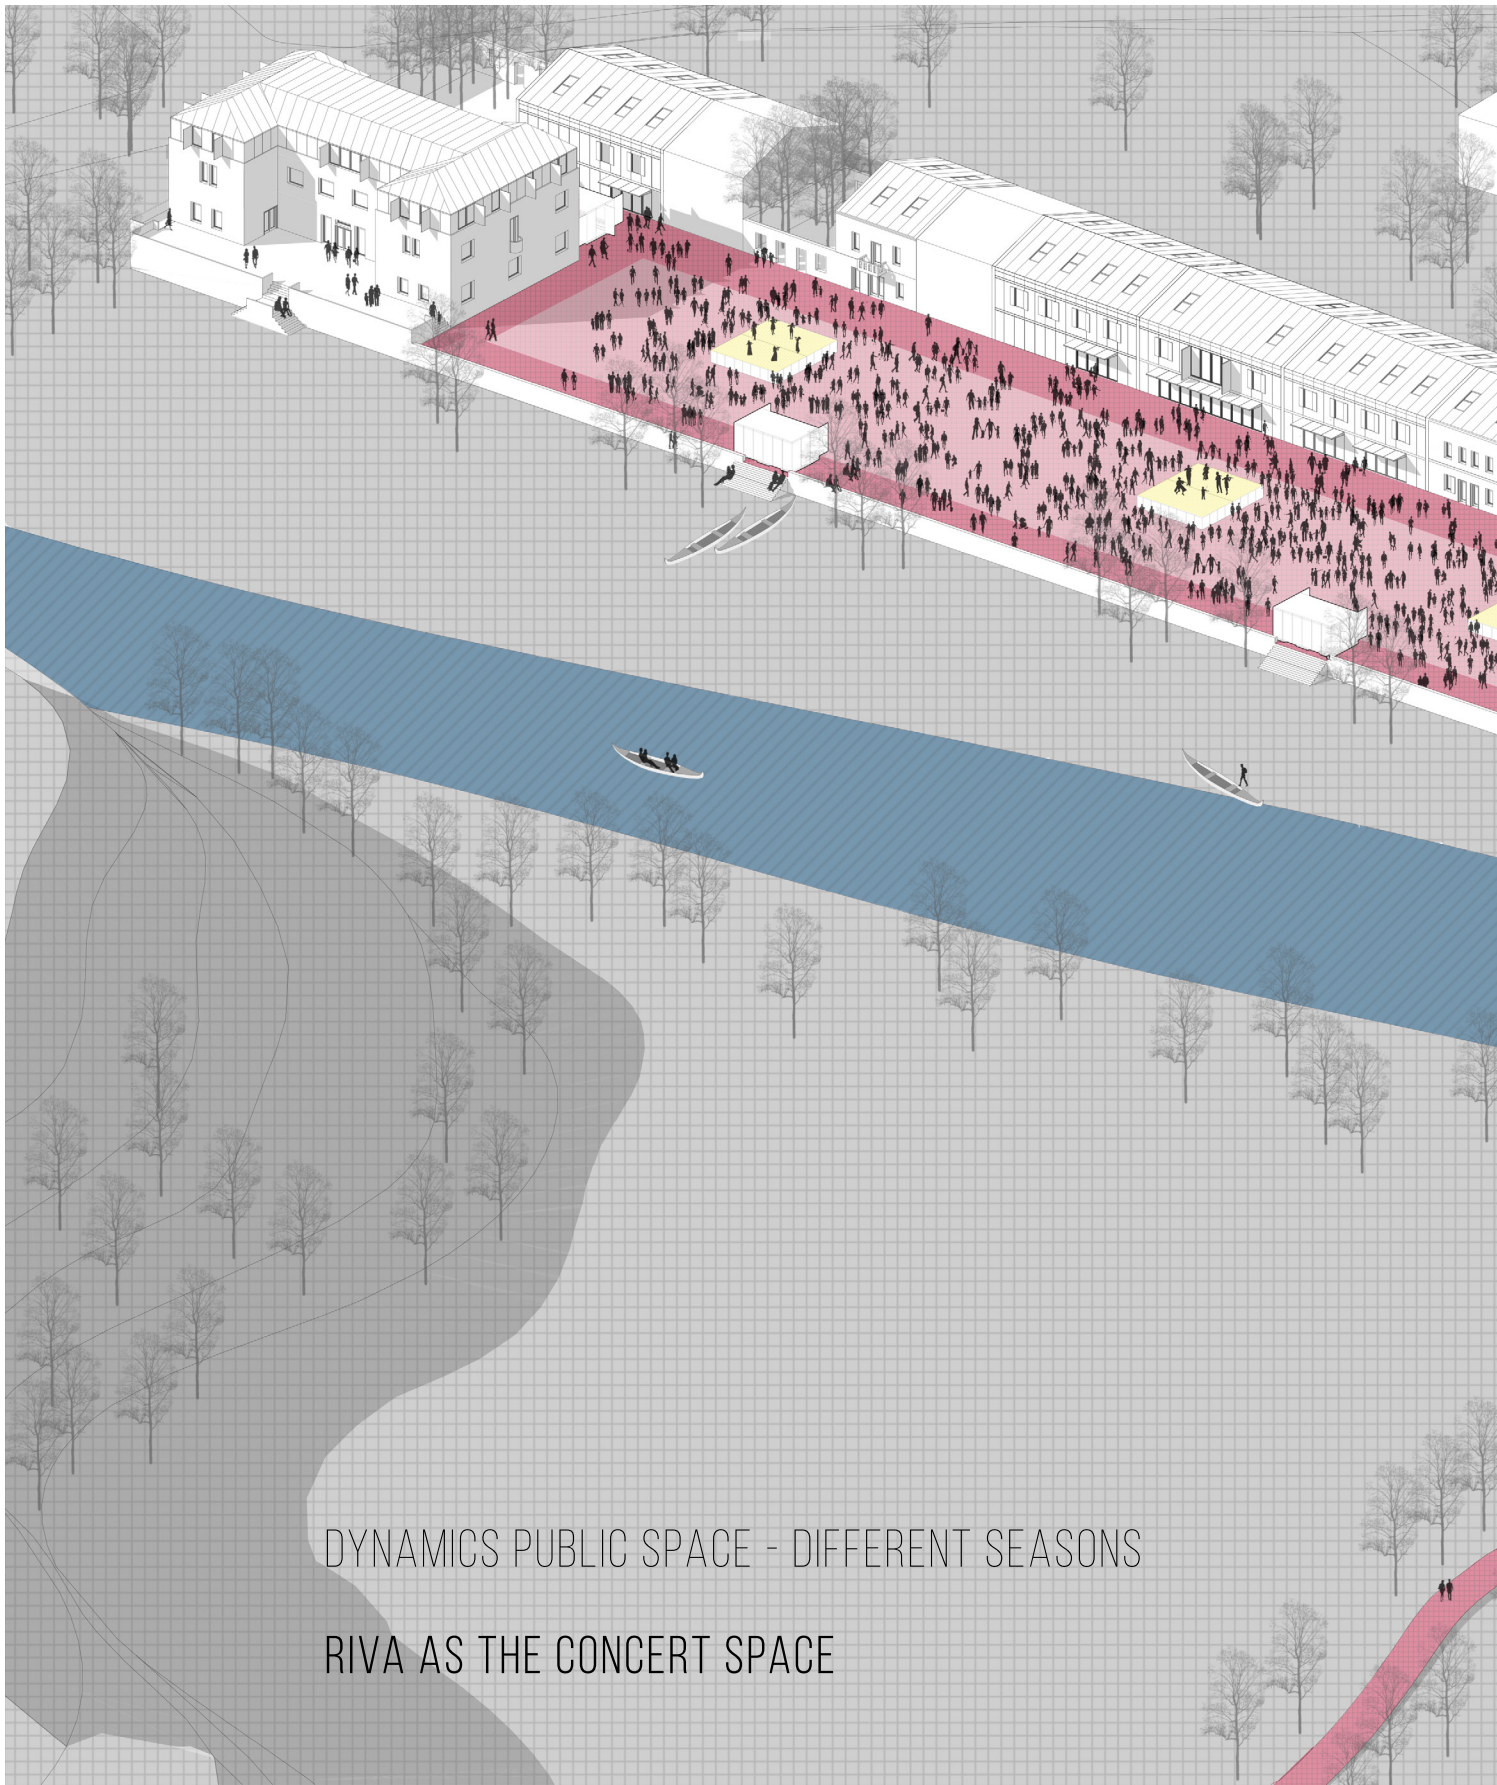 DYNAMICS PUBLIC SPACE - DIFFERENT SEASONS
RIVA AS THE CONCERT SPACE